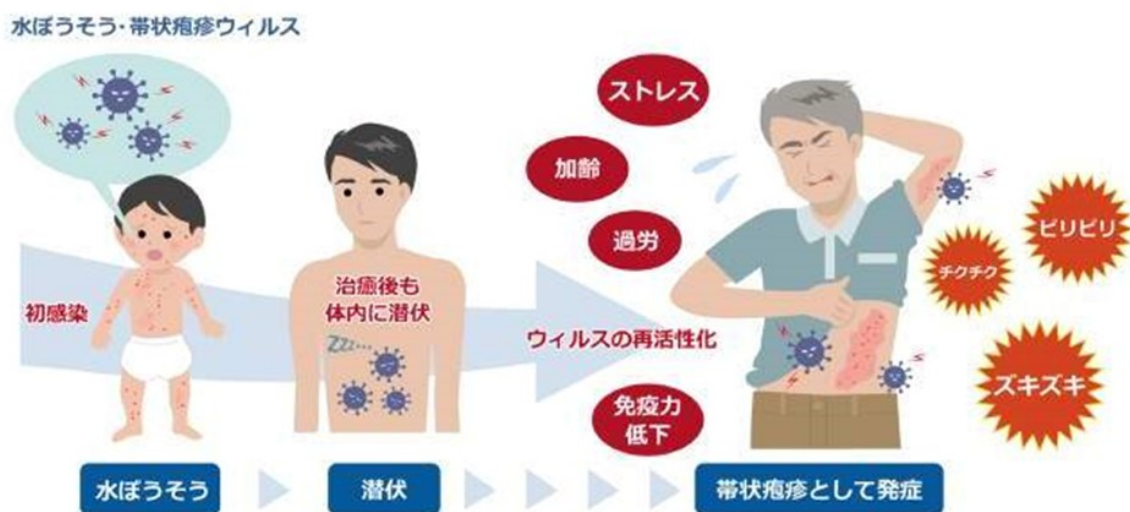 水ぼうそう・帯状疱疹ウィルス
初感染
治癒後も
体内に潜伏
Zzz・・・・
ストレス
加齢
過労
ウィルスの再活性化
免疫力
低下
ピリピリ
チクチク
ズキズキ
水ぼうそう
潜伏
帯状疱疹として発症